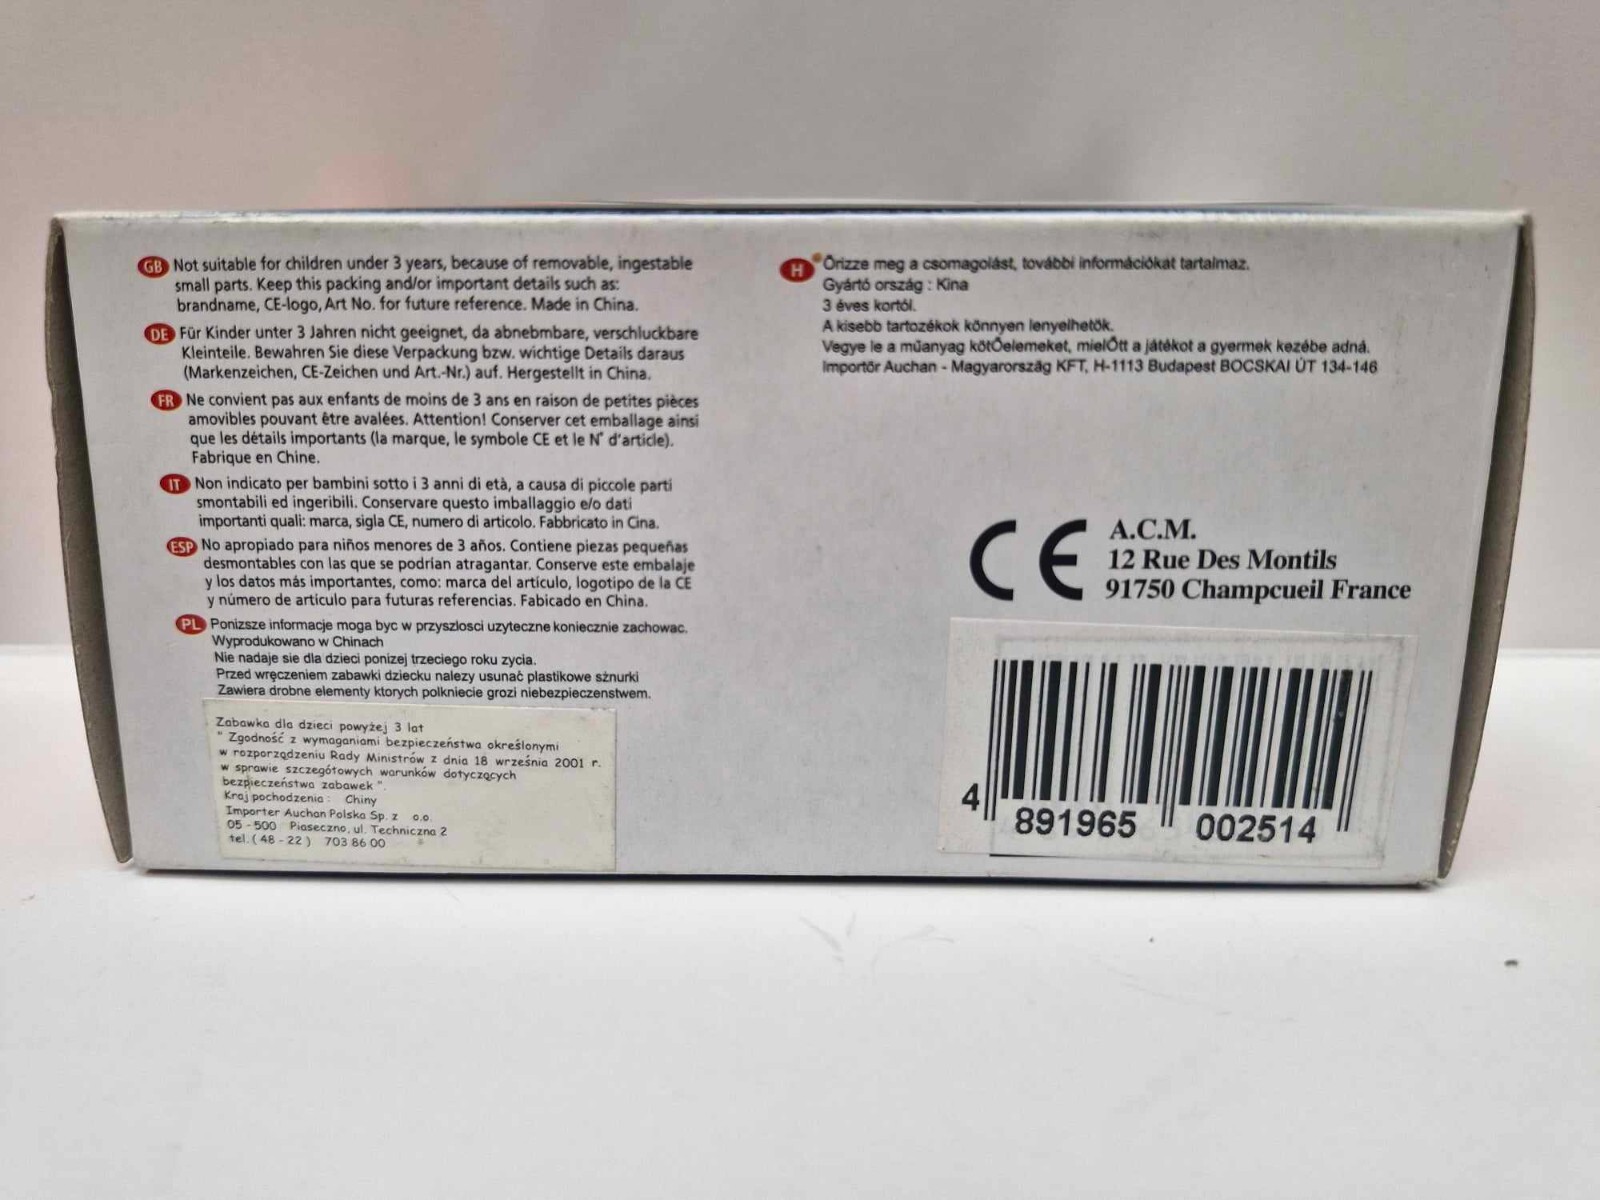 GB Not suitable for children under 3 years, because of removable, ingestable
small parts. Keep this packing and/or important details such as:
brandname, CE-logo, Art No. for future reference. Made in China.
DE Für Kinder unter 3 Jahren nicht geeignet, da abnebmbare, verschluckbare
Kleinteile. Bewahren Sie diese Verpackung bzw. wichtige Details daraus
(Markenzeichen, CE-Zeichen und Art.-Nr.) auf. Hergestellt in China.
FR Ne convient pas aux enfants de moins de 3 ans en raison de petites pièces
amovibles pouvant être avalées. Attention! Conserver cet emballage ainsi
que les détails importants (la marque, le symbole CE et le N° d'article).
Fabrique en Chine.
IT Non indicato per bambini sotto i 3 anni di età, a causa di piccole parti
smontabili ed ingeribili. Conservare questo imballaggio e/o dati
importanti quali: marca, sigla CE, numero di articolo. Fabbricato in Cina.
ESP No apropiado para niños menores de 3 años. Contiene piezas pequeñas
desmontables con las que se podrían atragantar. Conserve este embalaje
y los datos más importantes, como: marca del artículo, logotipo de la CE
y número de articulo para futuras referencias. Fabicado en China.
PL Ponizsze informacje moga byc w przyszlosci uzyteczne koniecznie zachowac.
Wyprodukowano w Chinach
Nie nadaje sie dla dzieci ponizej trzeciego roku zycia.
Przed wręczeniem zabawki dziecku nalezy usunać plastikowe sżnurki
Zawiera drobne elementy ktorych polkniecie grozi niebezpieczenstwem.
Zabawka dla dzieci powyżej 3 lat
" Zgodność z wymaganiami bezpieczeństwa określonymi
w rozporządzeniu Rady Ministrów z dnia 18 września 2001 r.
w sprawie szczegółowych warunków dotyczących
bezpieczeństwa zabawek ".
Kraj pochodzenia : Chiny
Importer Auchan Polska Sp. z o.o.
05 - 500 Piaseczno, ul. Techniczna 2
tel. ( 48 - 22 ) 703 86 00
H Őrizze meg a csomagolást, további információkat tartalmaz.
Gyártó ország : Kina
3 éves kortól.
A kisebb tartozékok könnyen lenyelhetők.
Vegye le a műanyag kötŐelemeket, mielŐtt a játékot a gyermek kezébe adná.
Importőr Auchan - Magyarország KFT, H-1113 Budapest BOCSKAI ÚT 134-146
CE
A.C.M.
12 Rue Des Montils
91750 Champcueil France
4 891965 002514